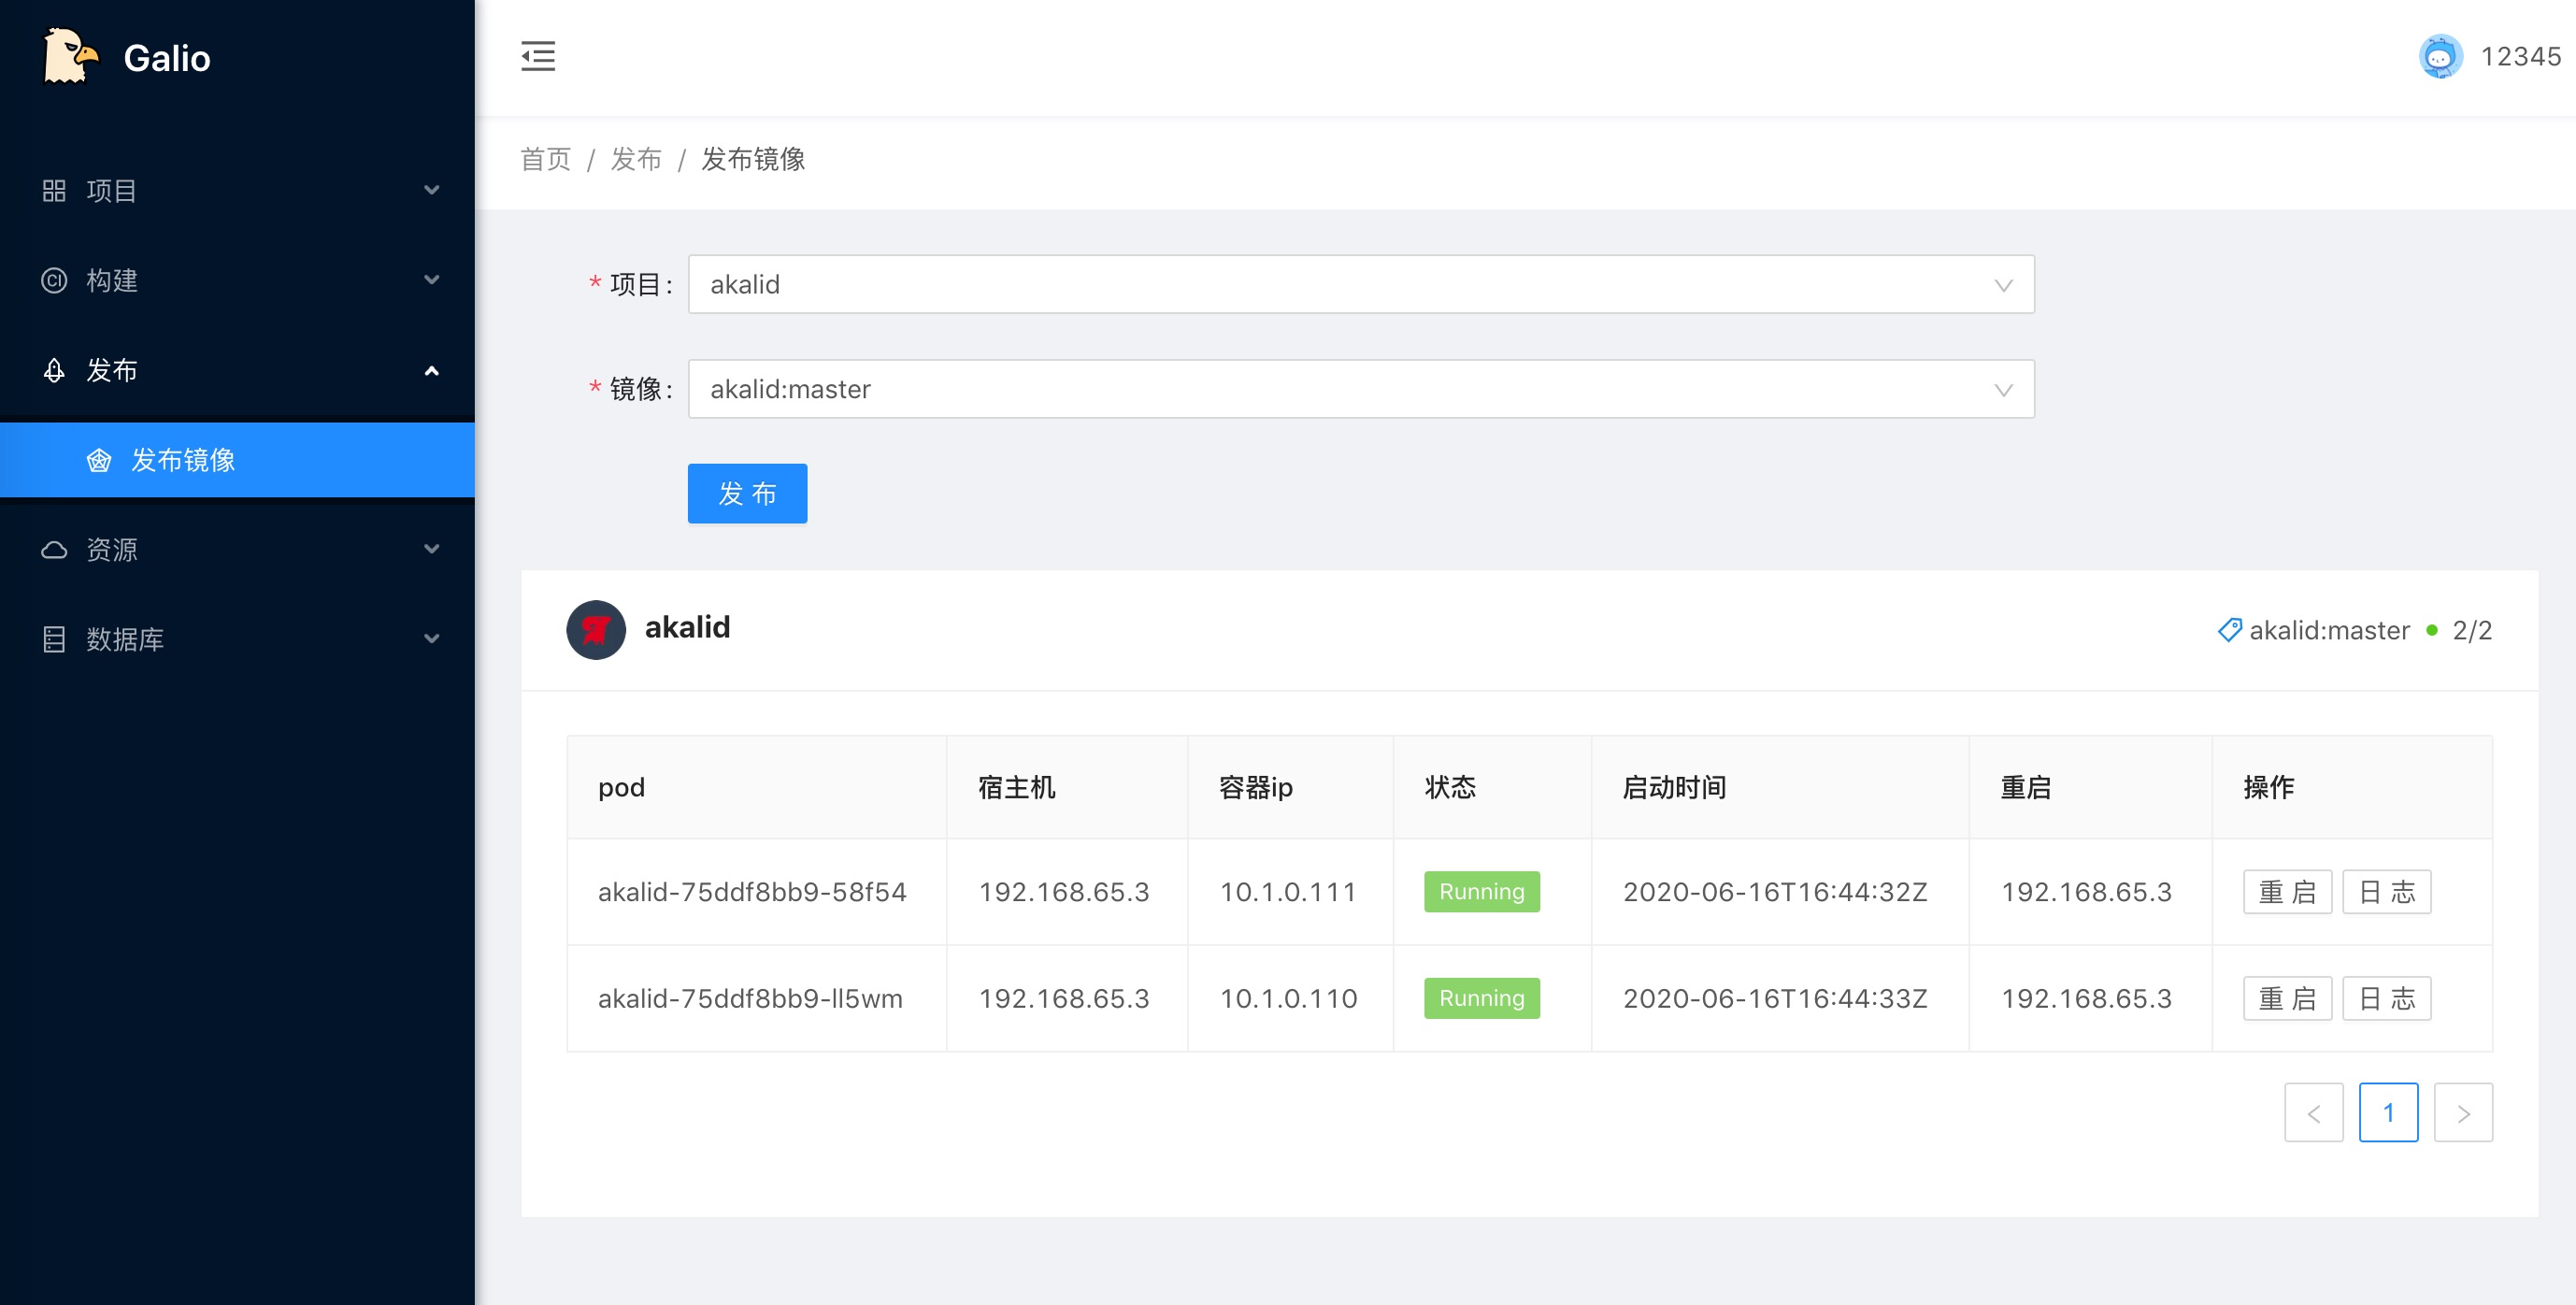 Galio
12345
项目
构建
发布
发布镜像
资源
数据库
首页 / 发布 / 发布镜像
* 项目: akalid
* 镜像: akalid:master
发 布
akalid
akalid:master 2/2
pod 宿主机 容器ip 状态 启动时间 重启 操作
akalid-75ddf8bb9-58f54 192.168.65.3 10.1.0.111 Running 2020-06-16T16:44:32Z 192.168.65.3 重 启 日 志
akalid-75ddf8bb9-ll5wm 192.168.65.3 10.1.0.110 Running 2020-06-16T16:44:33Z 192.168.65.3 重 启 日 志
< 1 >